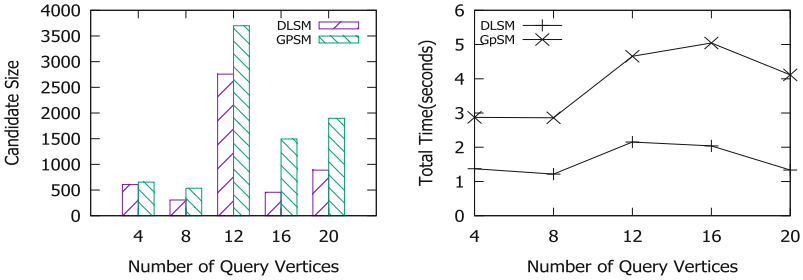 4000
3500
3000
2500
2000
1500
1000
500
0
Candidate Size
DLSM
GPSM
4 8 12 16 20
Number of Query Vertices
6
5
4
3
2
1
0
Total Time(seconds)
DLSM
GpSM
4 8 12 16 20
Number of Query Vertices